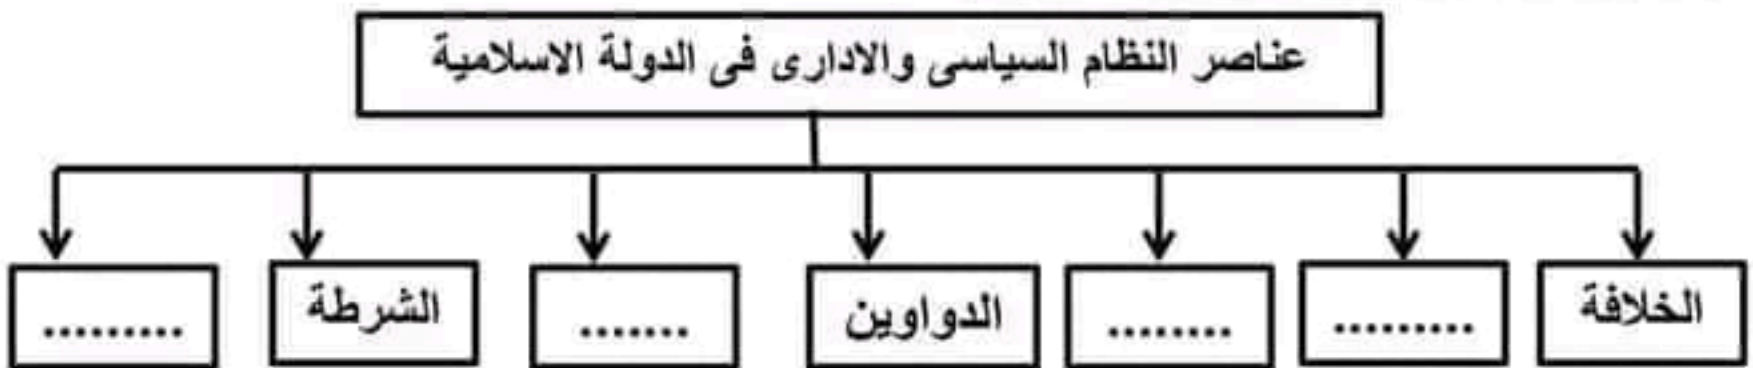 عناصر النظام السياسى والادارى فى الدولة الاسلامية
الخلافة
.........
........
الدواوين
.......
الشرطة
.........